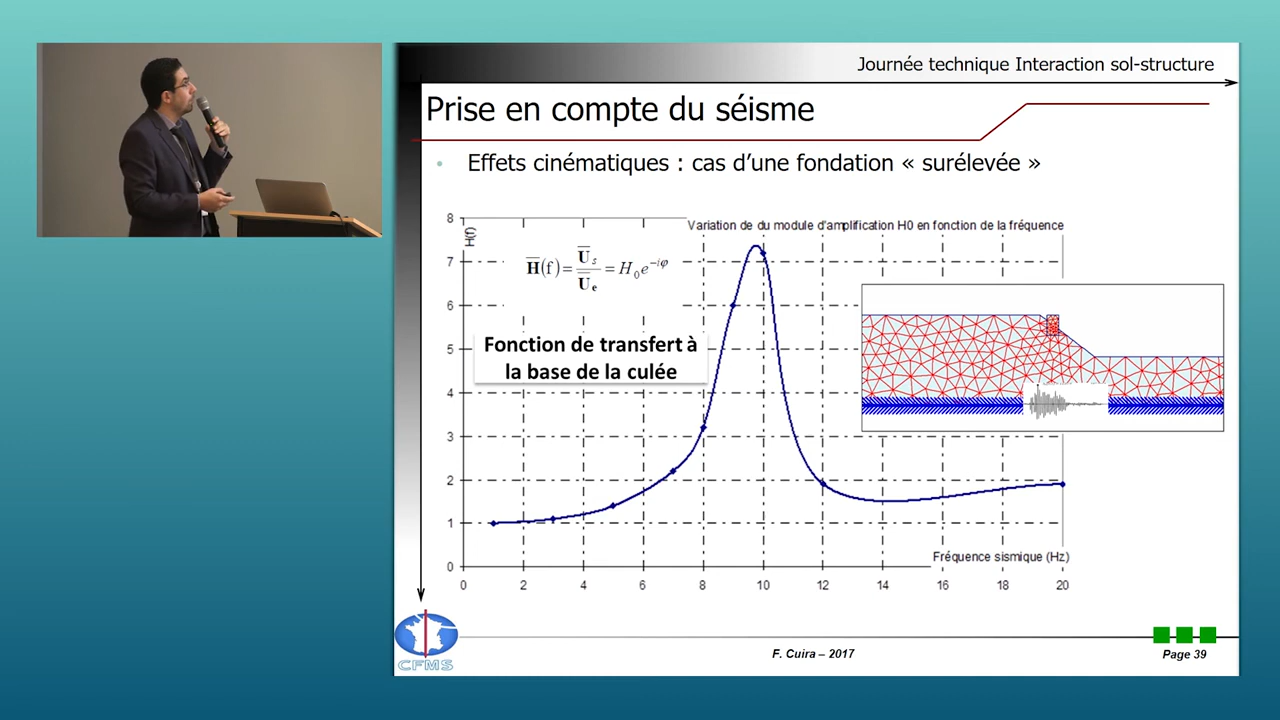 Journée technique Interaction sol-structure
Prise en compte du séisme
• Effets cinématiques : cas d’une fondation « surélevée »
Variation de du module d'amplification H0 en fonction de la fréquence
H(f)
H̅(f) = U̅s / U̅e = H0e^−iφ
Fonction de transfert à
la base de la culée
8
7
6
5
4
3
2
1
0
Fréquence sismique (Hz)
0 2 4 6 8 10 12 14 16 18 20
CFMS
F. Cuira – 2017
Page 39